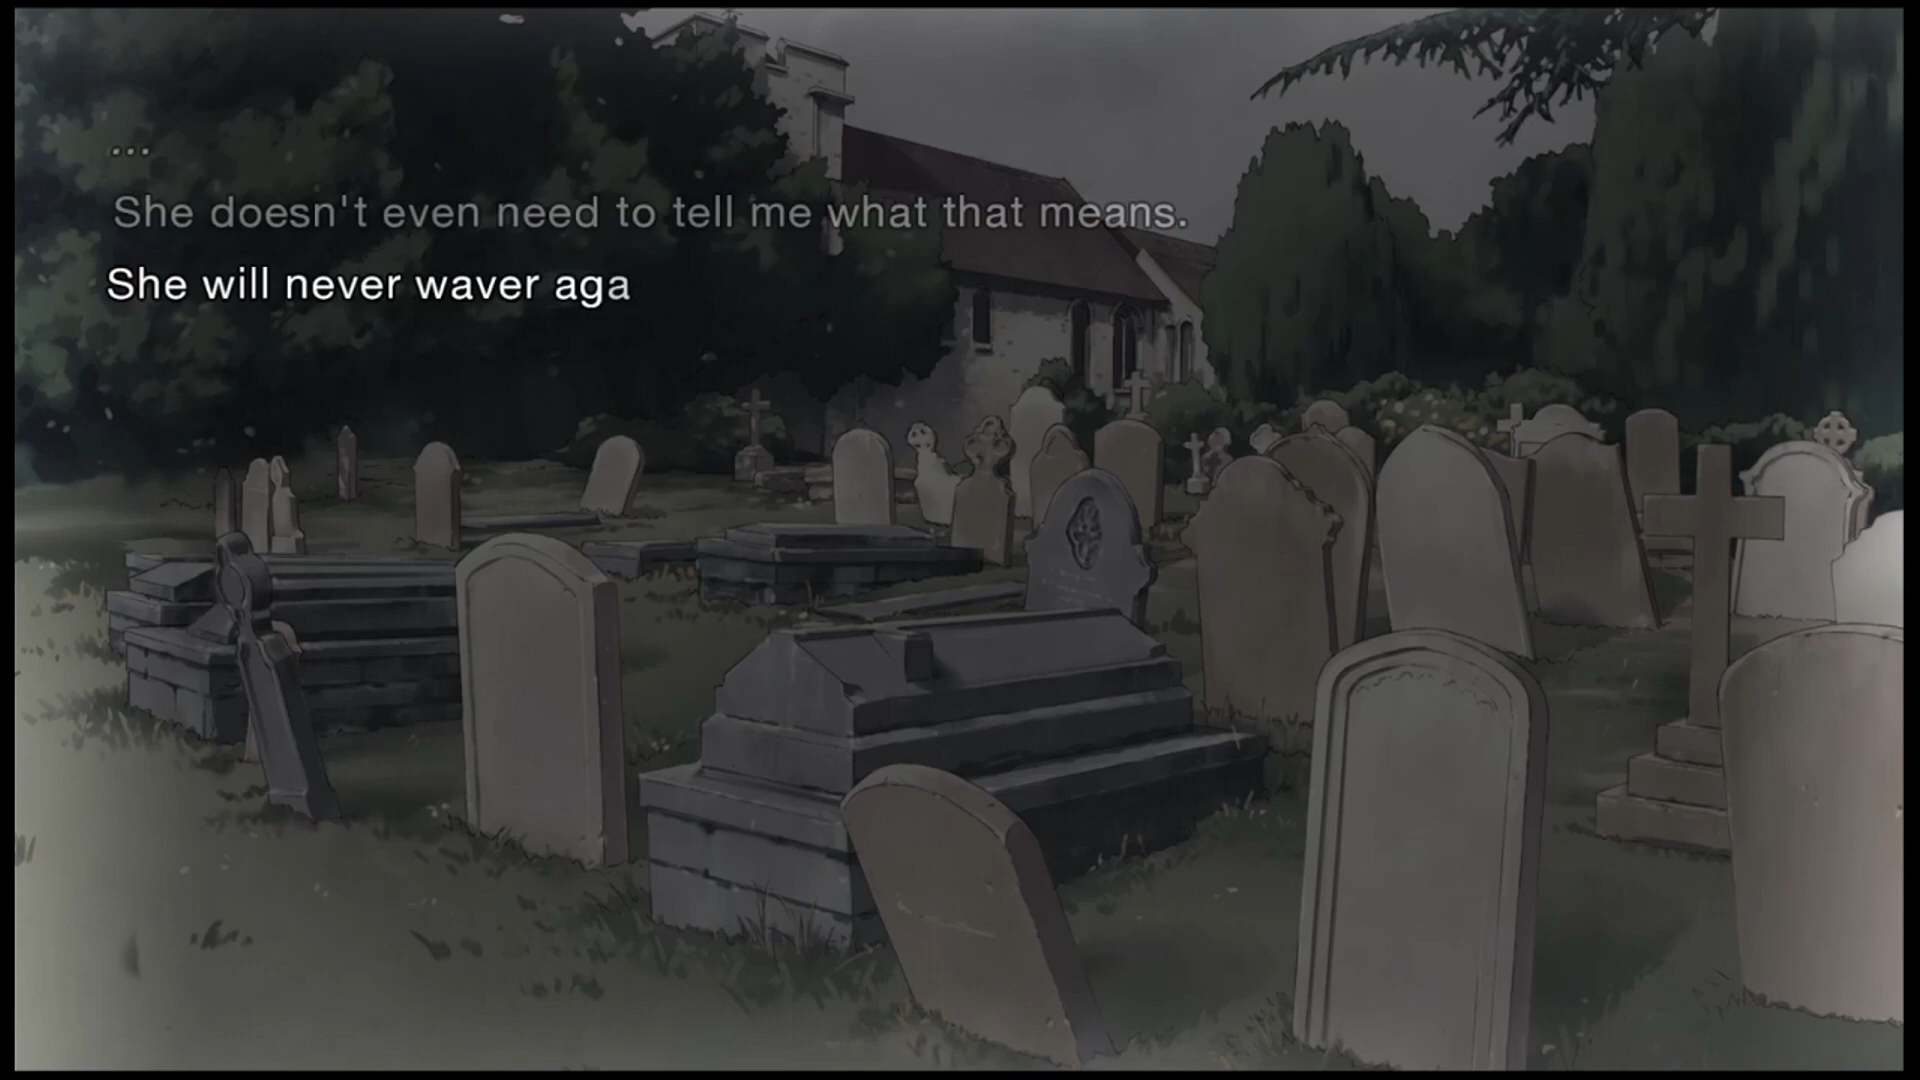 ...
She doesn't even need to tell me what that means.
She will never waver aga